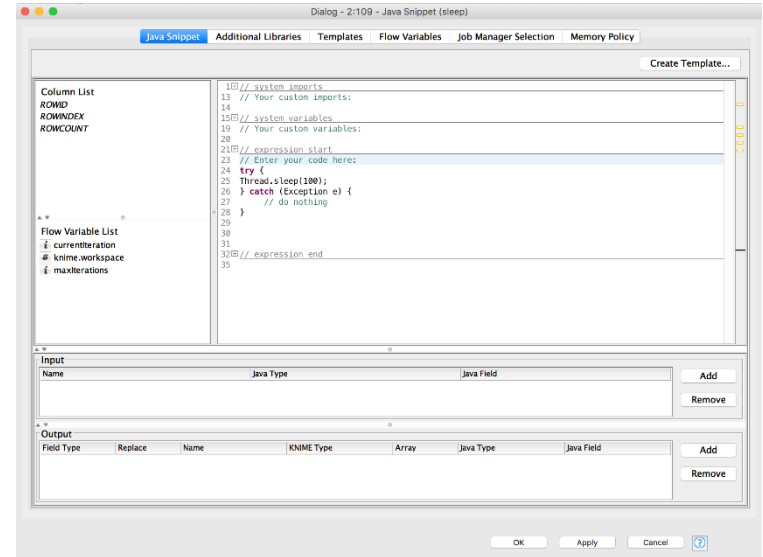 Dialog - 2:109 - Java Snippet (sleep)
Java Snippet Additional Libraries Templates Flow Variables Job Manager Selection Memory Policy
Create Template...
Column List
ROWID
ROWINDEX
ROWCOUNT
Flow Variable List
i currentIteration
s knime.workspace
i maxIterations
1 // system imports
13 // Your custom imports:
14
15 // system variables
19 // Your custom variables:
20
21 // expression start
23 // Enter your code here:
24 try {
25 Thread.sleep(100);
26 } catch (Exception e) {
27 // do nothing
28 }
29
30
31
32 // expression end
35
Input
Name Java Type Java Field
Add
Remove
Output
Field Type Replace Name KNIME Type Array Java Type Java Field
Add
Remove
OK Apply Cancel ?